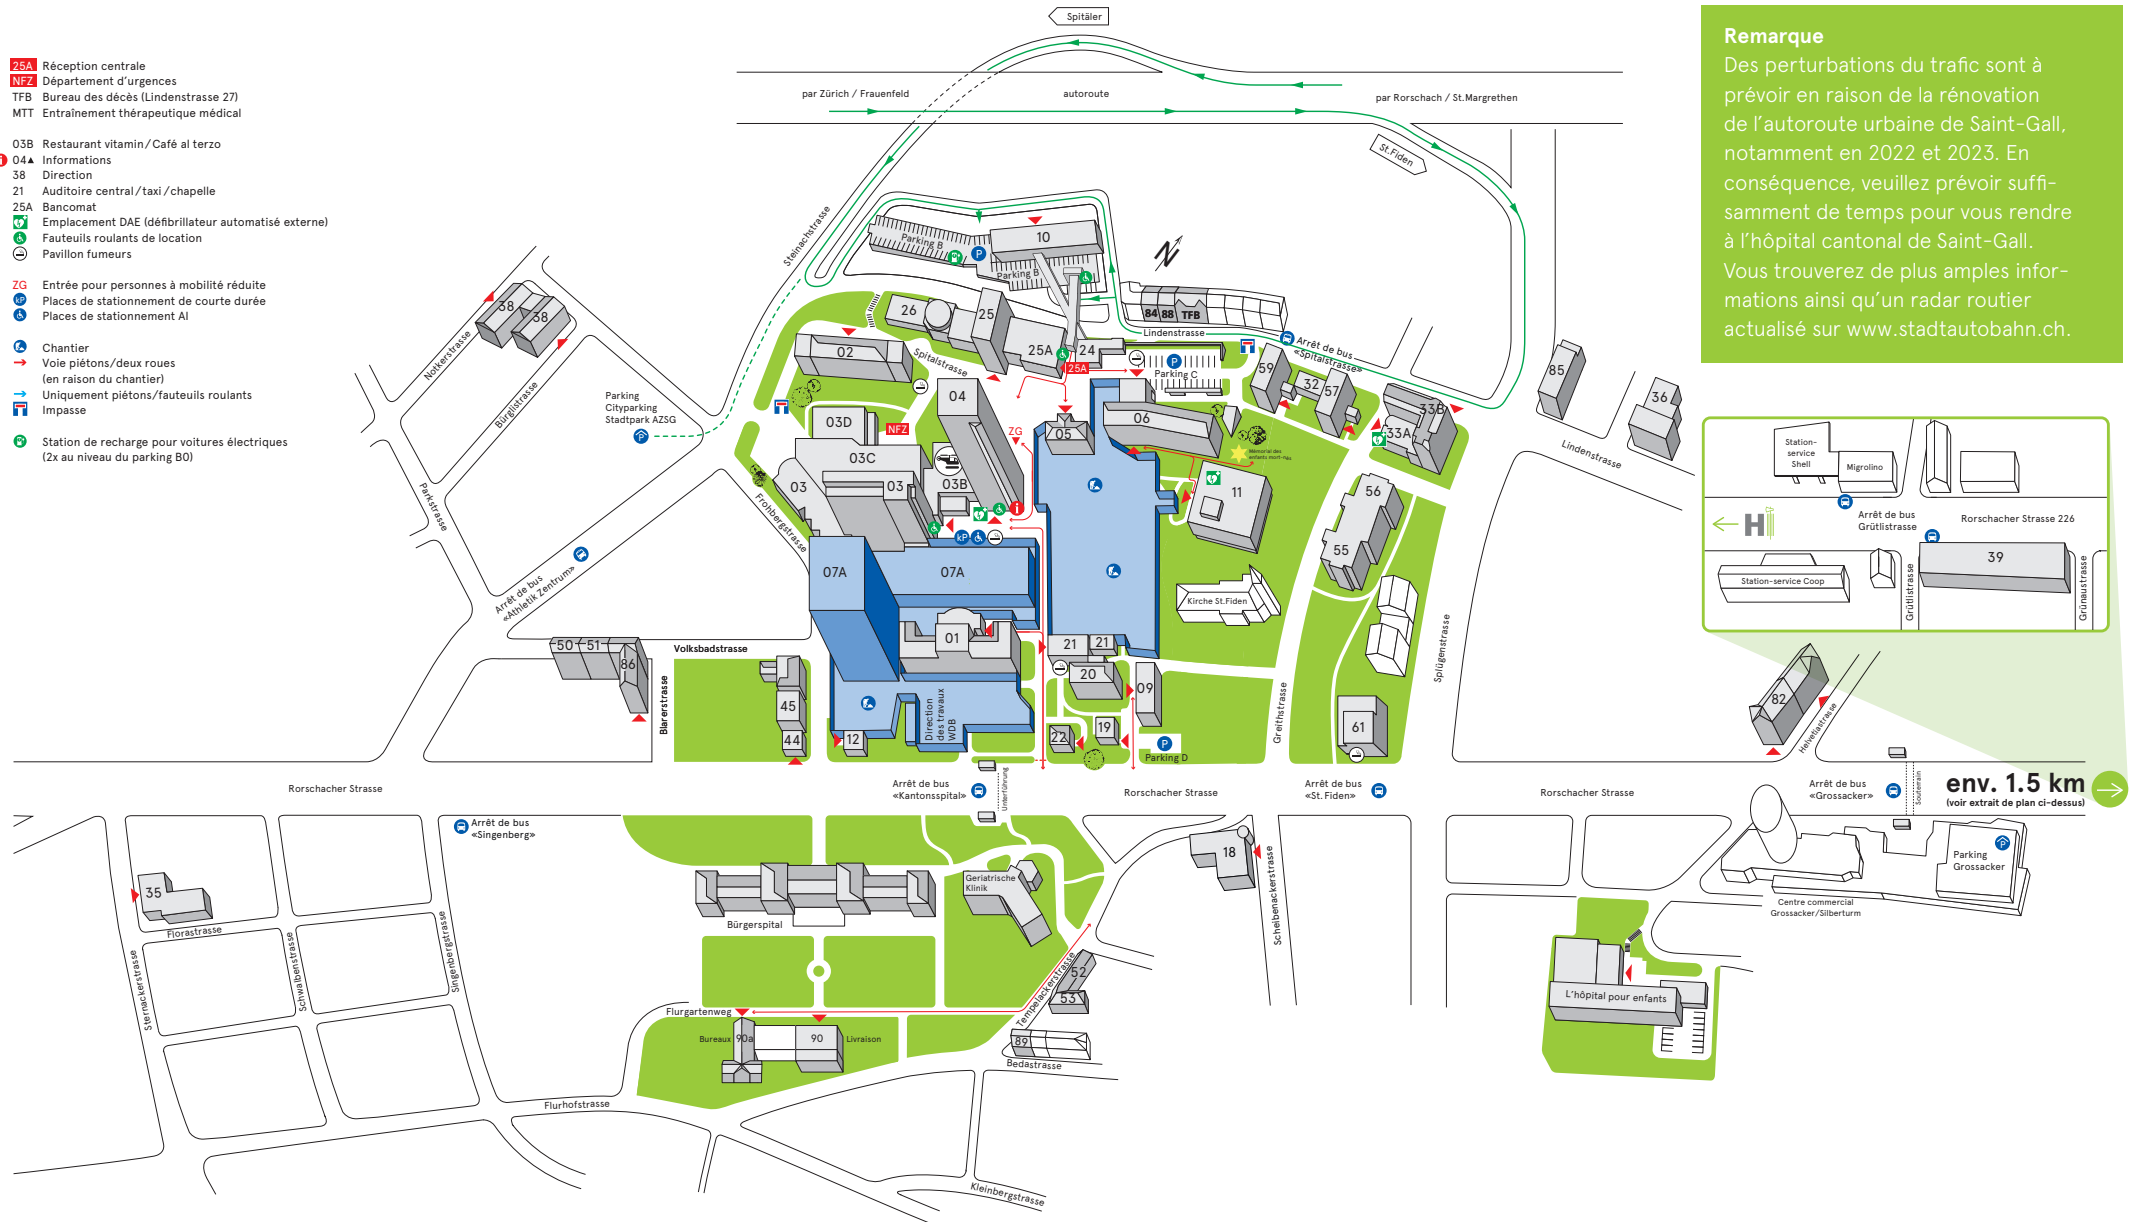 Spitäler
25A Réception centrale
NFZ Département d'urgences
TFB Bureau des décès (Lindenstrasse 27)
MTT Entraînement thérapeutique médical
03B Restaurant vitamin/Café al terzo
i 04▲ Informations
38 Direction
21 Auditoire central/taxi/chapelle
25A Bancomat
Emplacement DAE (défibrillateur automatisé externe)
Fauteuils roulants de location
Pavillon fumeurs
ZG Entrée pour personnes à mobilité réduite
kP Places de stationnement de courte durée
Places de stationnement AI
Chantier
Voie piétons/deux roues
(en raison du chantier)
Uniquement piétons/fauteuils roulants
Impasse
Station de recharge pour voitures électriques
(2x au niveau du parking B0)
Remarque
Des perturbations du trafic sont à
prévoir en raison de la rénovation
de l'autoroute urbaine de Saint-Gall,
notamment en 2022 et 2023. En
conséquence, veuillez prévoir suffi-
samment de temps pour vous rendre
à l'hôpital cantonal de Saint-Gall.
Vous trouverez de plus amples infor-
mations ainsi qu'un radar routier
actualisé sur www.stadtautobahn.ch.
par Zürich / Frauenfeld
autoroute
par Rorschach / St.Margrethen
St.Fiden
Steinachstrasse
Parking B
P
10
Parking B
N
84 88 TFB
Lindenstrasse
26
25
25A
24
25A
P
Parking C
Arrêt de bus
«Spitalstrasse»
02
Spitalstrasse
59
32
57
33B
33A
85
36
Lindenstrasse
38
38
Notkerstrasse
Bürglistrasse
Parking
Cityparking
Stadtpark AZSG
P
04
03D
NFZ
ZG
05
06
Mémorial des
enfants mort-nés
03C
03
03
03B
i
kP
11
56
55
Parkstrasse
Frohbergstrasse
Arrêt de bus
«Athletik Zentrum»
07A
07A
Kirche St.Fiden
01
21
21
20
09
50
51
86
Volksbadstrasse
Blarerstrasse
45
44
12
Direction
des travaux
WDB
22
19
P
Parking D
61
Greithstrasse
Splügenstrasse
Station-
service
Shell
Migrolino
Arrêt de bus
Grütlistrasse
Rorschacher Strasse 226
H
39
Station-service Coop
Grütlistrasse
Grünaustrasse
82
Helvetiastrasse
Rorschacher Strasse
Arrêt de bus
«Kantonsspital»
Unterführung
Rorschacher Strasse
Arrêt de bus
«St. Fiden»
Rorschacher Strasse
Arrêt de bus
«Grossacker»
Souterrain
env. 1.5 km
(voir extrait de plan ci-dessus)
Arrêt de bus
«Singenberg»
35
Florastrasse
Sternackerstrasse
Schwalbenstrasse
Singenbergstrasse
Bürgerspital
Geriatrische
Klinik
18
Scheibenackerstrasse
Parking
Grossacker
P
Centre commercial
Grossacker/Silberturm
L'hôpital pour enfants
52
53
Tempelackerstrasse
Flurgartenweg
Bureaux
90a
90
Livraison
89
Bedastrasse
Flurhofstrasse
Kleinbergstrasse